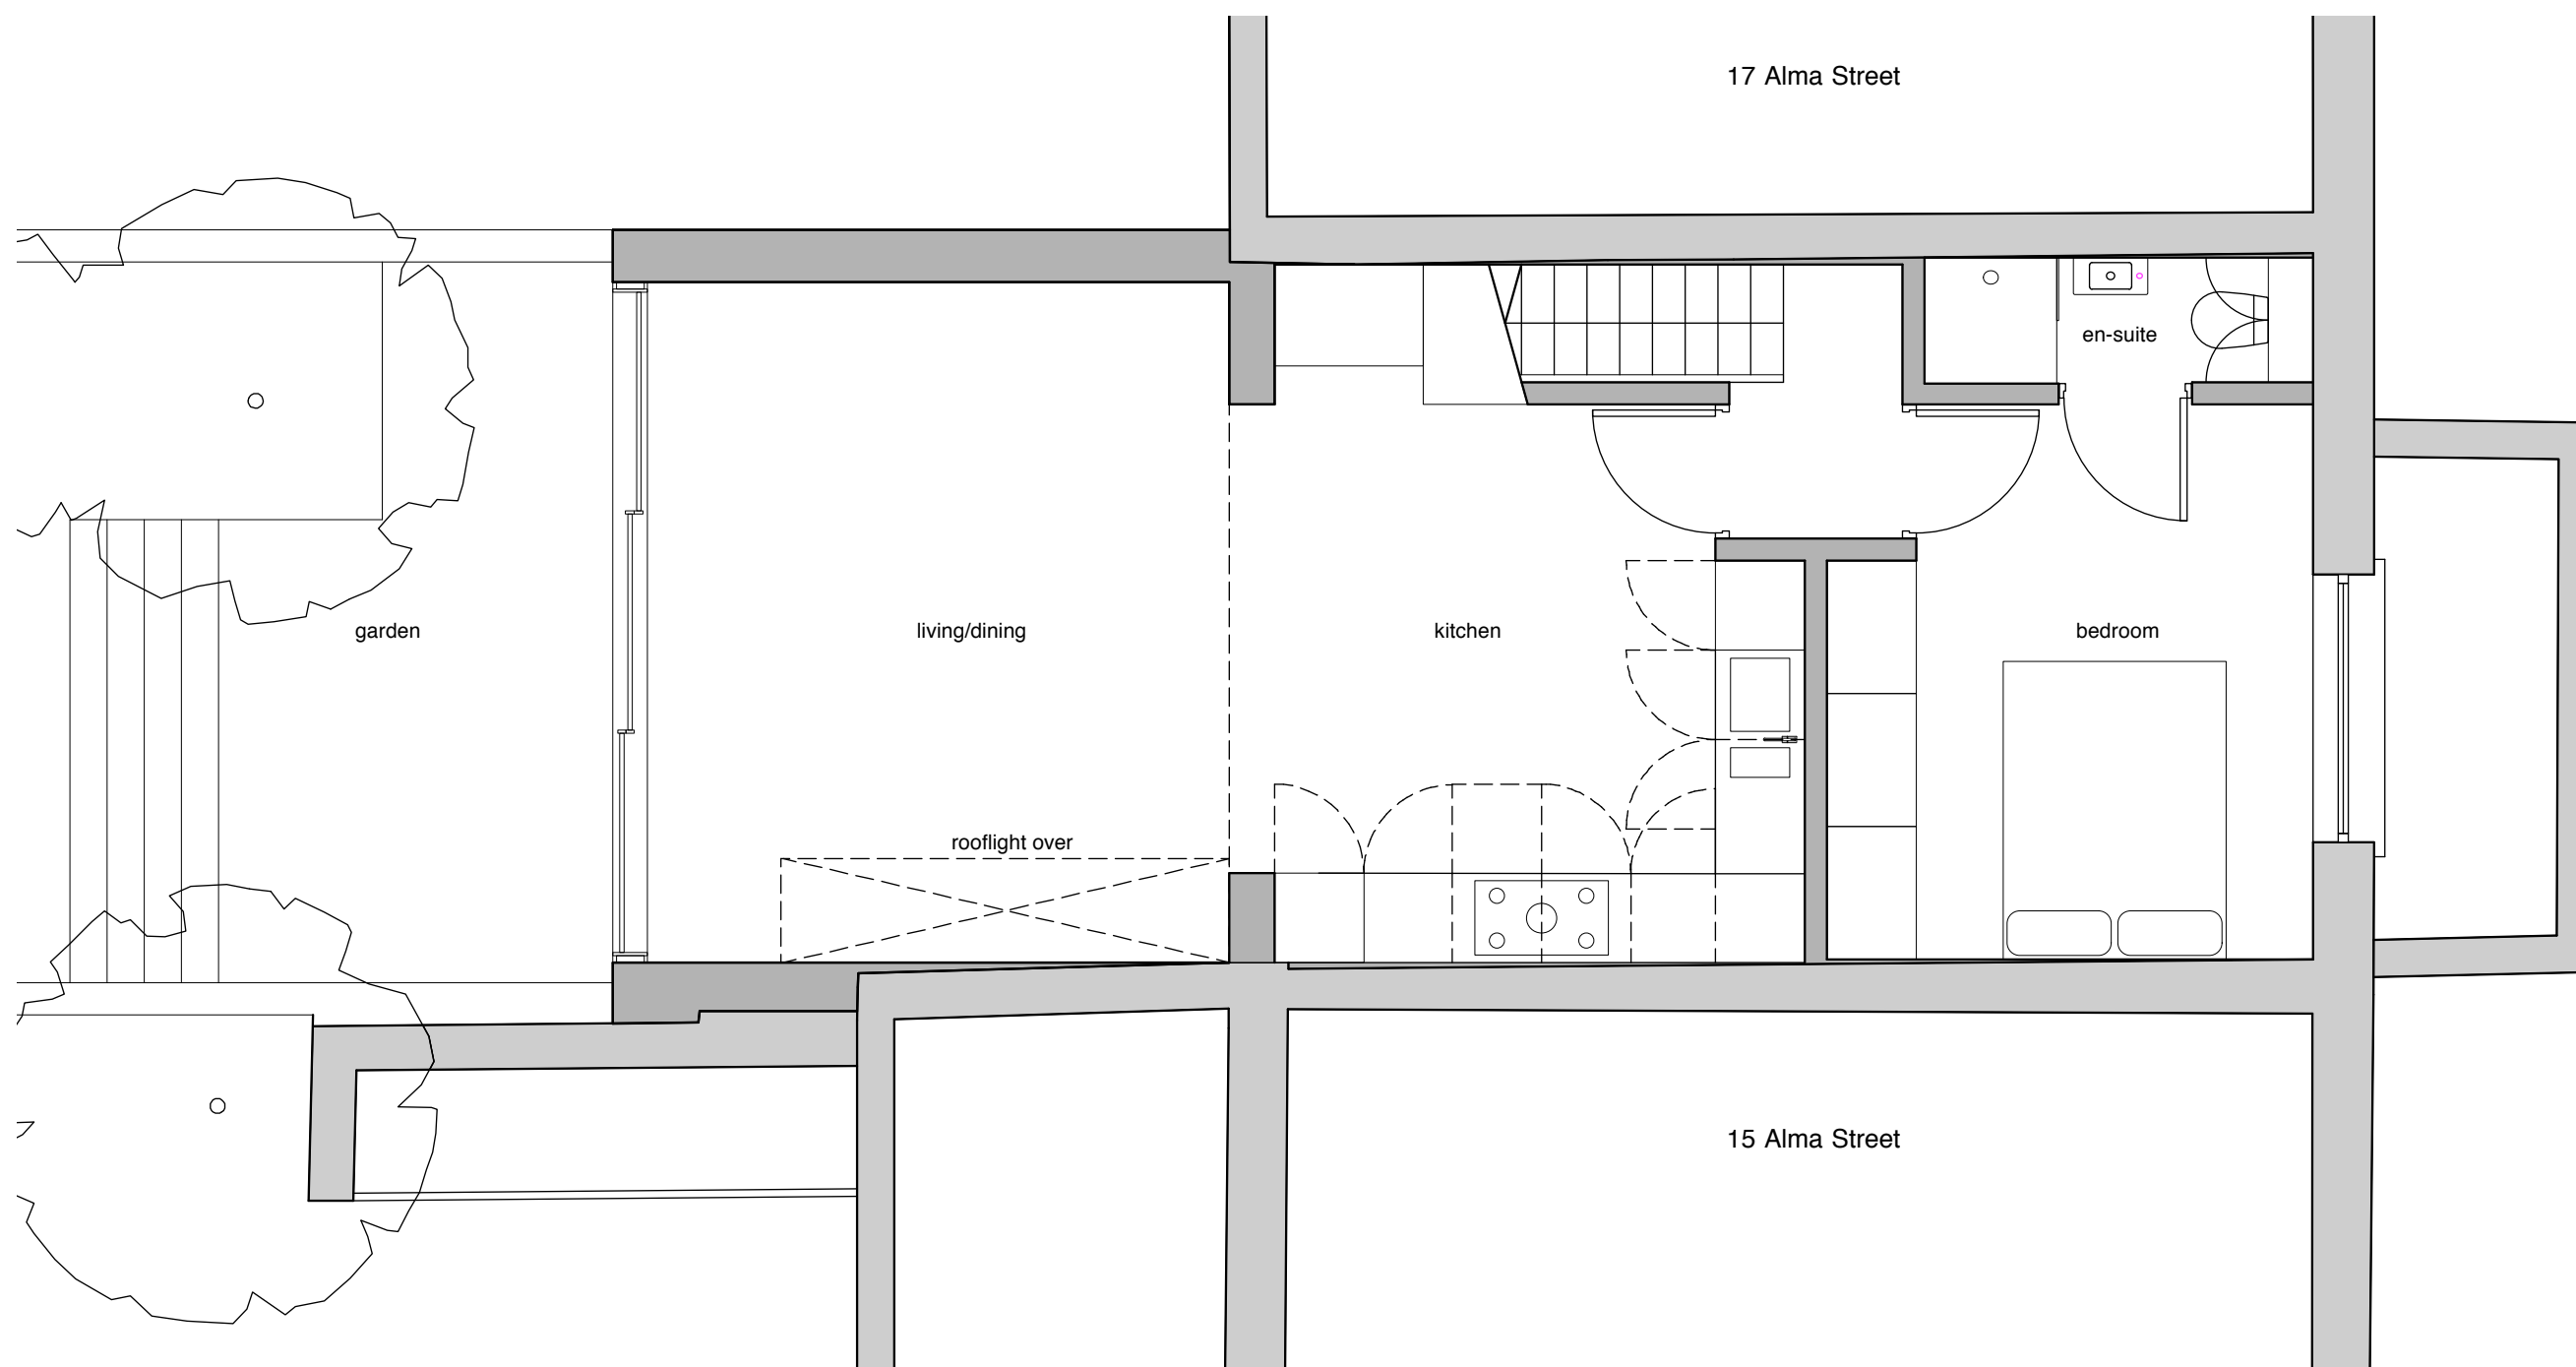 17 Alma Street
en-suite
garden
living/dining
kitchen
bedroom
rooflight over
15 Alma Street